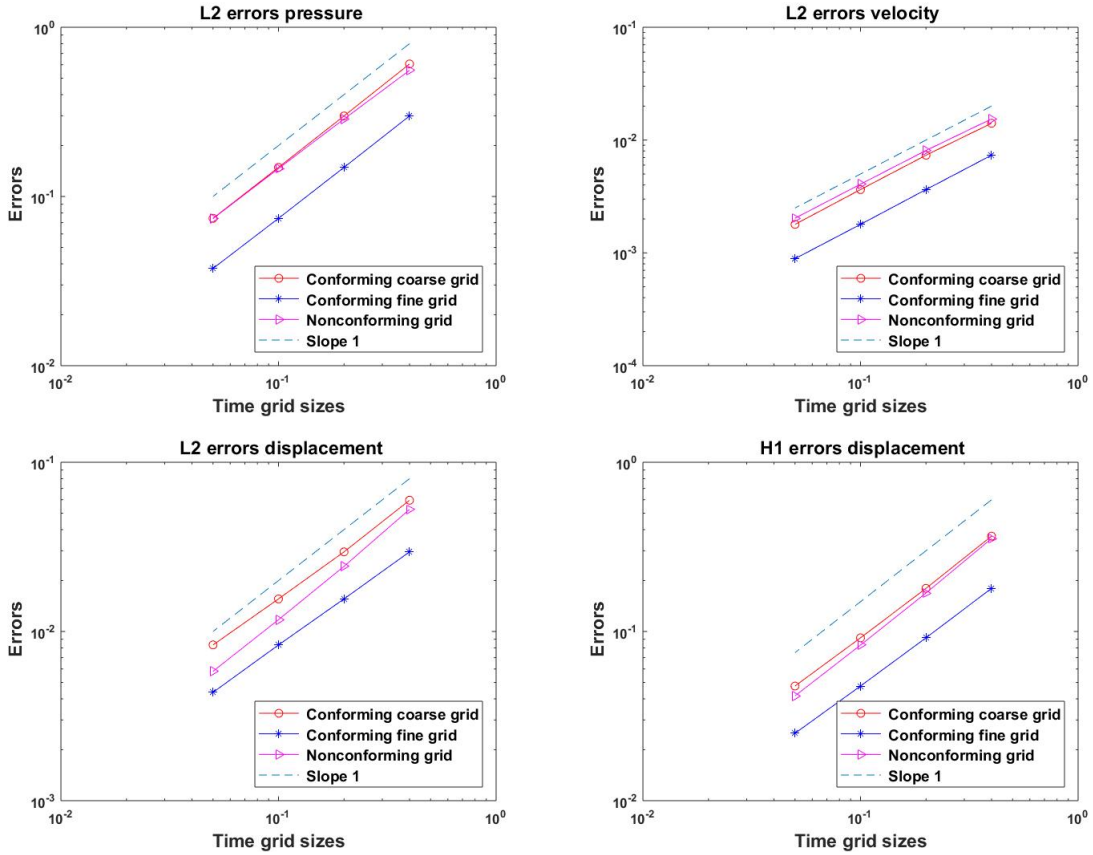 L2 errors pressure
10^0
10^-1
10^-2
Errors
Conforming coarse grid
Conforming fine grid
Nonconforming grid
Slope 1
10^-2
10^-1
10^0
Time grid sizes
L2 errors velocity
10^-1
10^-2
10^-3
10^-4
Errors
Conforming coarse grid
Conforming fine grid
Nonconforming grid
Slope 1
10^-2
10^-1
10^0
Time grid sizes
L2 errors displacement
10^-1
10^-2
10^-3
Errors
Conforming coarse grid
Conforming fine grid
Nonconforming grid
Slope 1
10^-2
10^-1
10^0
Time grid sizes
H1 errors displacement
10^0
10^-1
10^-2
Errors
Conforming coarse grid
Conforming fine grid
Nonconforming grid
Slope 1
10^-2
10^-1
10^0
Time grid sizes